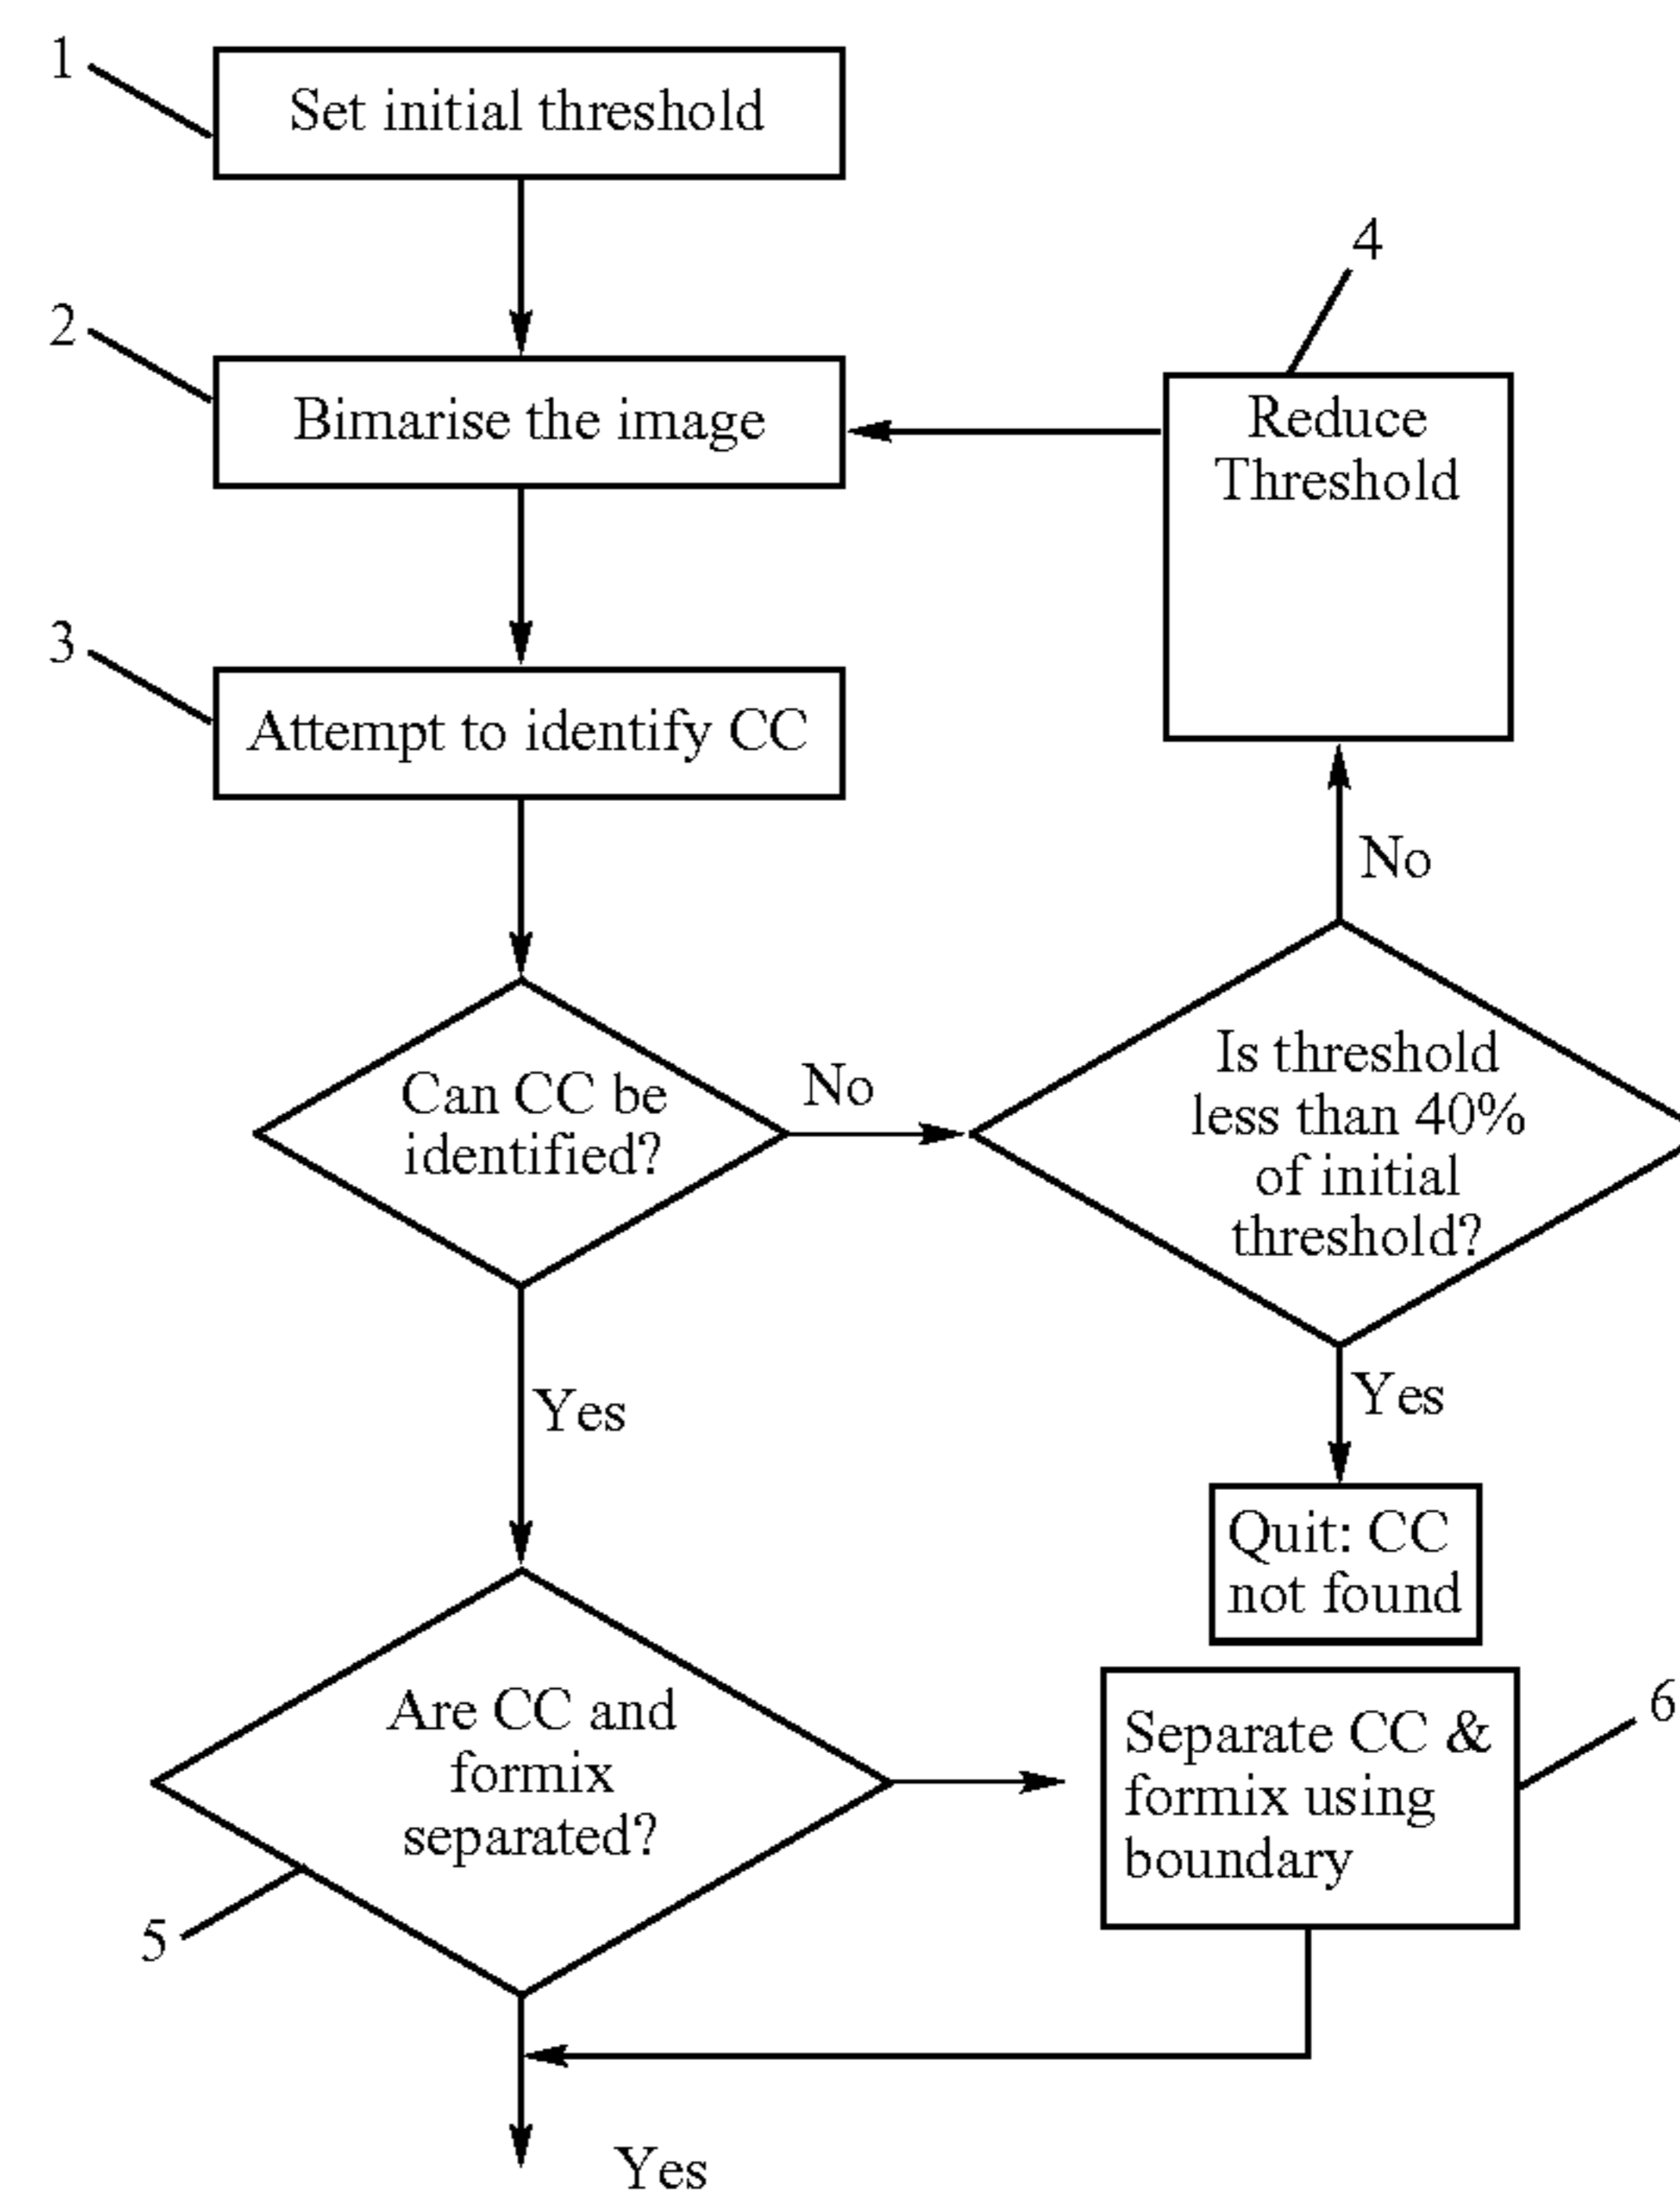 1
Set initial threshold
2
Bimarise the image
4
Reduce
Threshold
3
Attempt to identify CC
No
Can CC be
identified?
No
Is threshold
less than 40%
of initial
threshold?
Yes
Yes
Quit: CC
not found
Are CC and
formix
separated?
5
Separate CC &
formix using
boundary
6
Yes